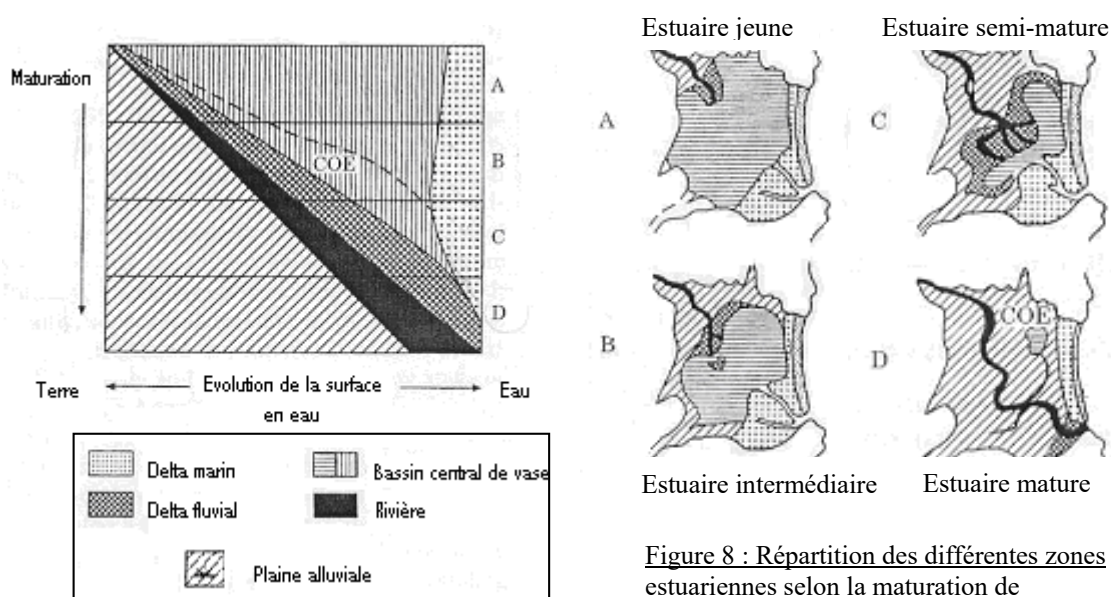 Estuaire jeune
Estuaire semi-mature
Maturation
A
B
C
D
COE
Terre
Evolution de la surface
en eau
Eau
Delta marin
Bassin central de vase
Delta fluvial
Rivière
Plaine alluviale
A
C
B
D
COE
Estuaire intermédiaire
Estuaire mature
Figure 8 : Répartition des différentes zones
estuariennes selon la maturation de